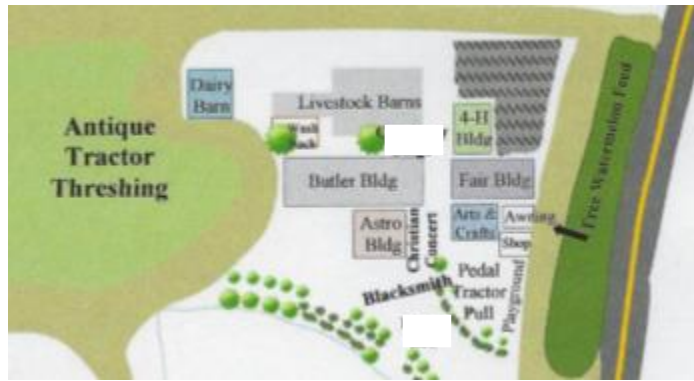 Dairy
Barn
Livestock Barns
Antique
Tractor
Threshing
4-H
Bldg
Butler Bldg
Fair Bldg
Free Watermelon Feed
Astro
Bldg
Christian
Concert
Arts &
Crafts
Awning
Shop
Blacksmith
Pedal
Tractor
Pull
Playground